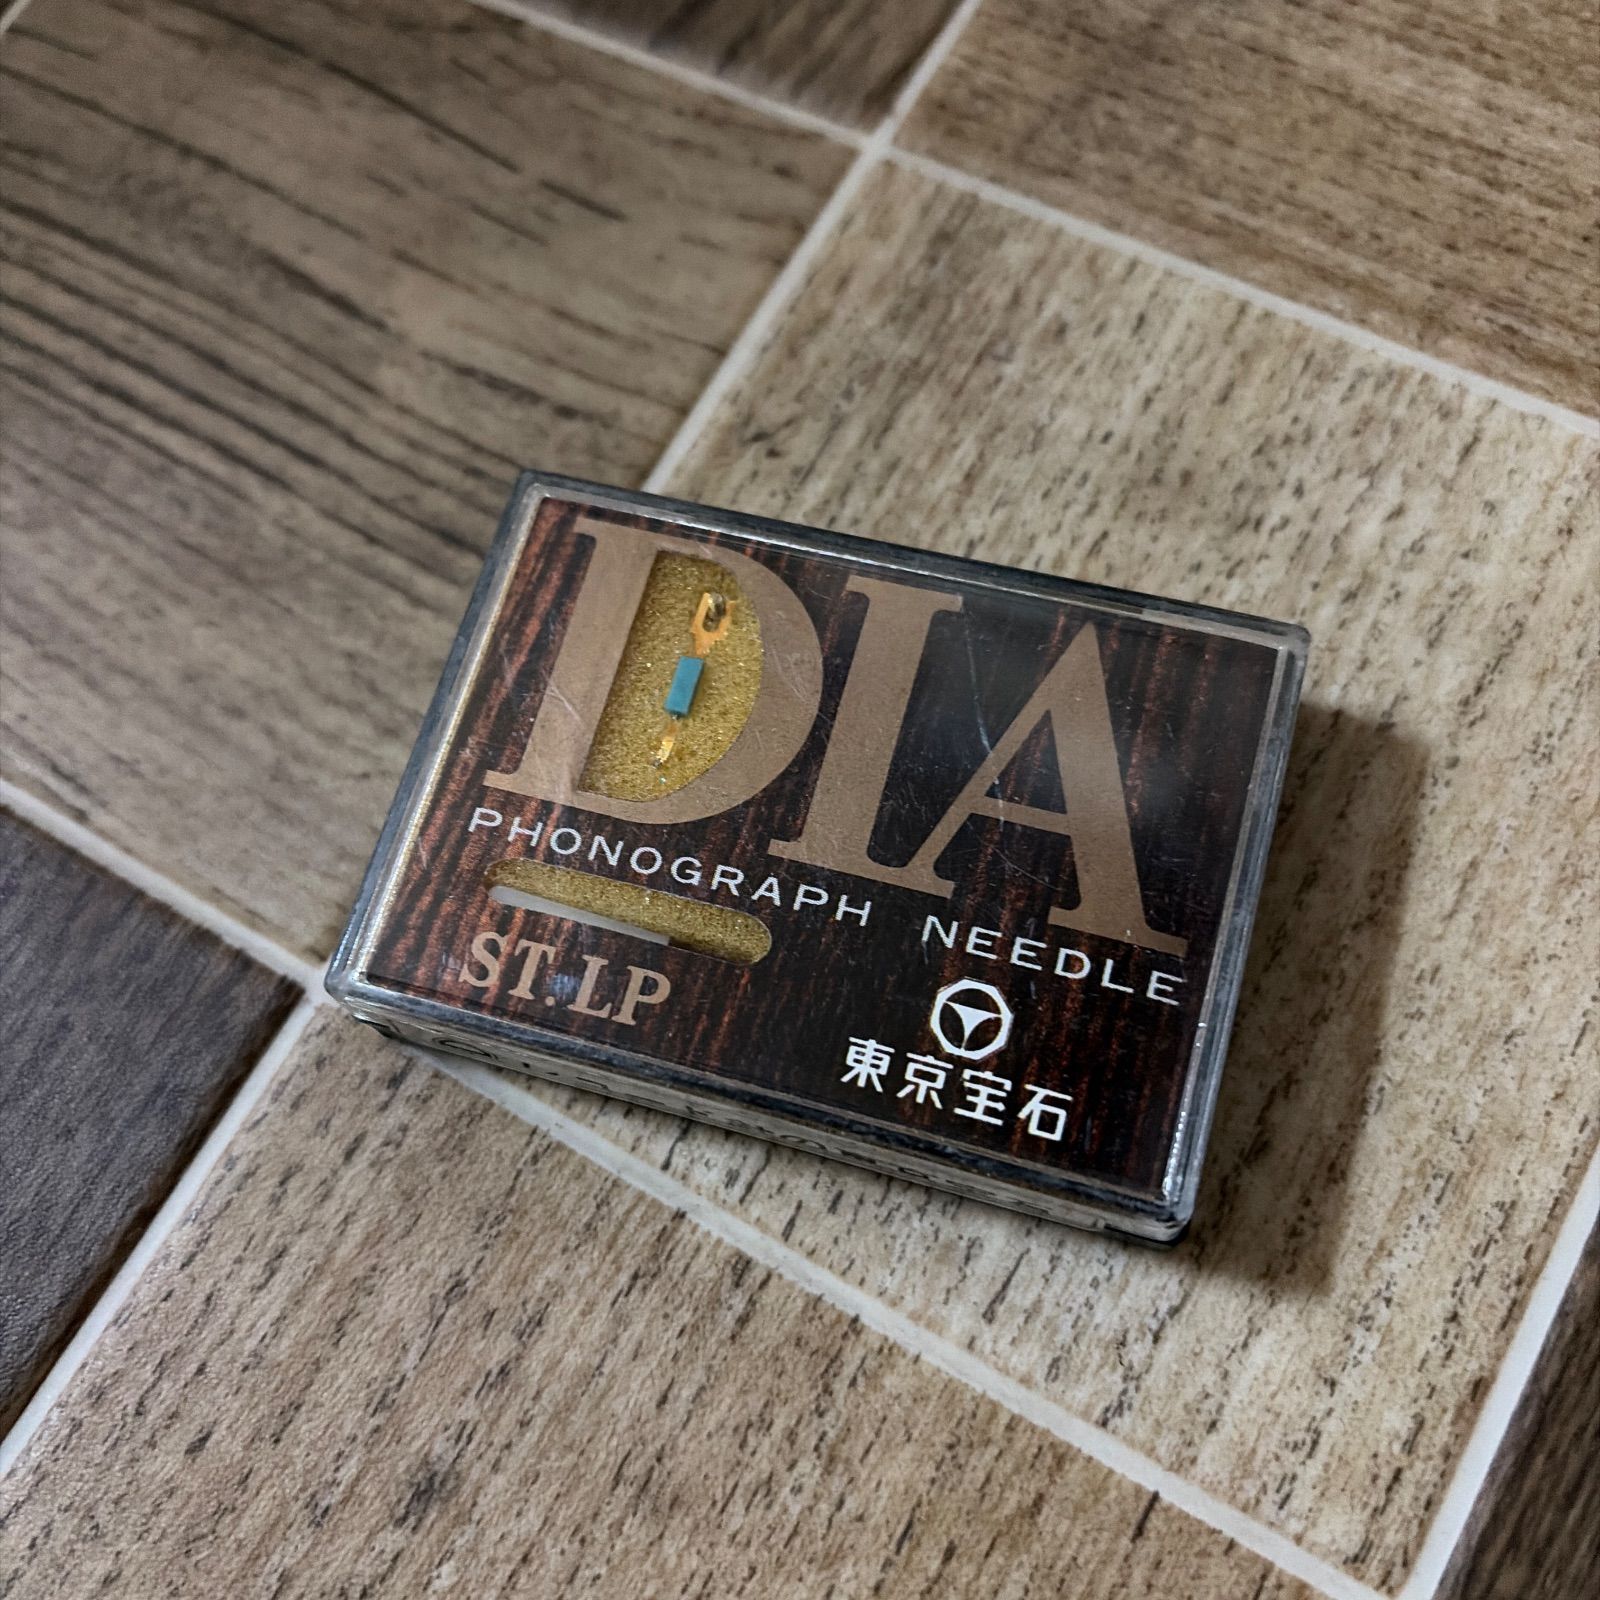 DIA
PHONOGRAPH NEEDLE
ST. LP
東京宝石